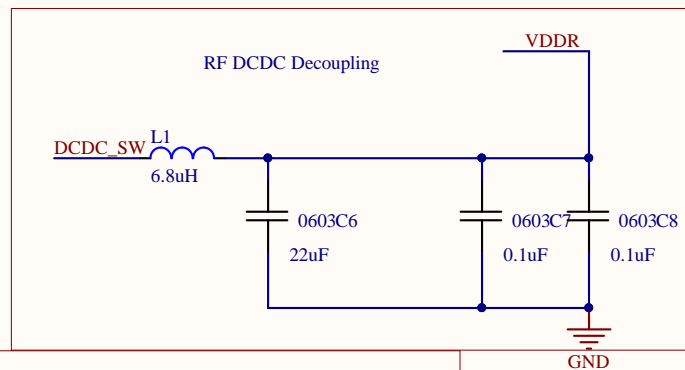 VDDR
RF DCDC Decoupling
L1
DCDC_SW
6.8uH
0603C6
0603C7
0603C8
22uF
0.1uF
0.1uF
GND